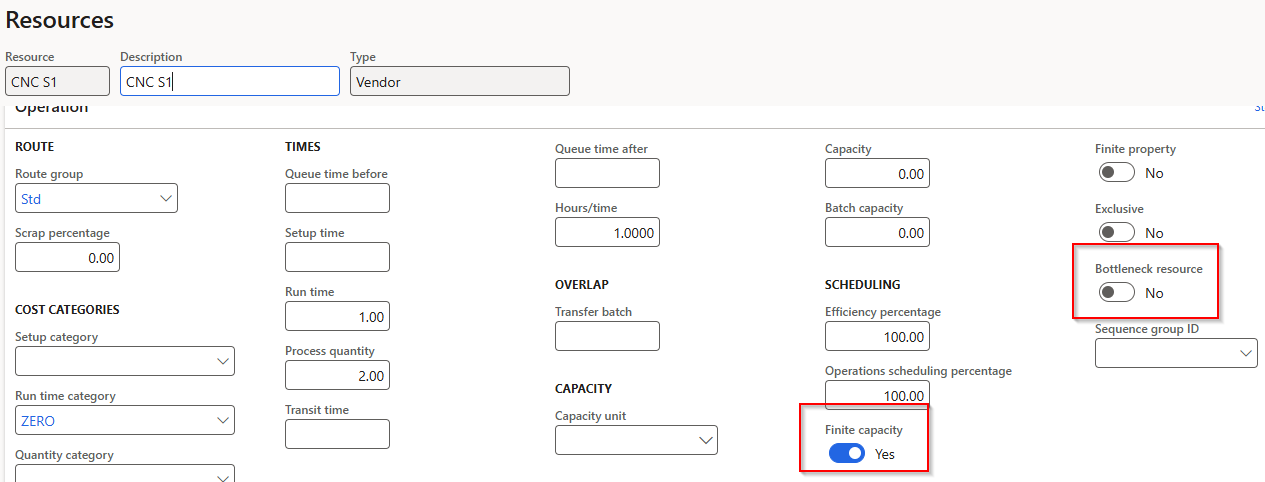 Resources
Resource
Description
Type
CNC S1
CNC S1
Vendor
Operation
ROUTE
Route group
Std
Scrap percentage
0.00
COST CATEGORIES
Setup category
Run time category
ZERO
Quantity category
TIMES
Queue time before
Setup time
Run time
1.00
Process quantity
2.00
Transit time
Queue time after
Hours/time
1.0000
OVERLAP
Transfer batch
CAPACITY
Capacity unit
Capacity
0.00
Batch capacity
0.00
SCHEDULING
Efficiency percentage
100.00
Operations scheduling percentage
100.00
Finite capacity
Yes
Finite property
No
Exclusive
No
Bottleneck resource
No
Sequence group ID